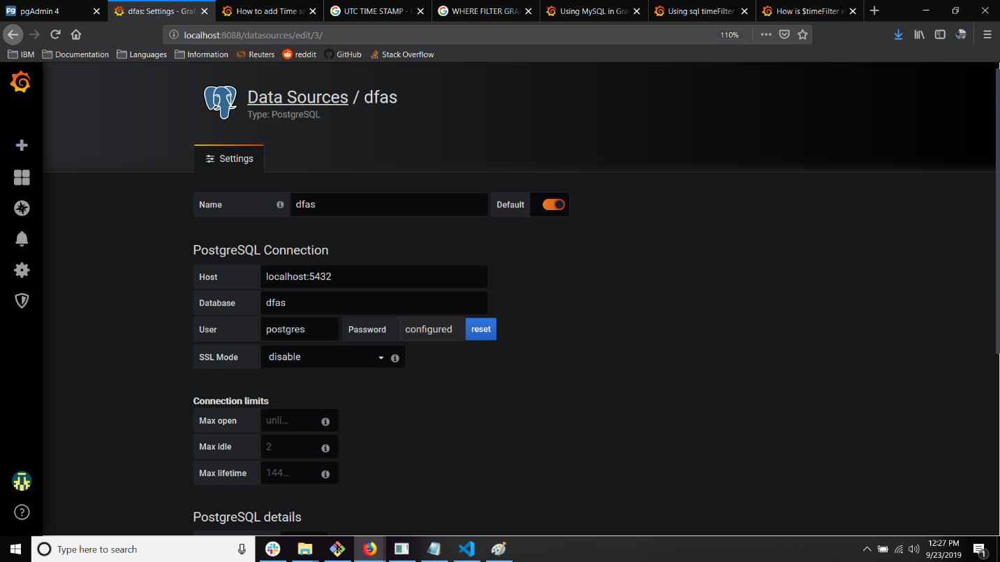 pgAdmin 4
dfas: Settings - Graf
How to add Time se
UTC TIME STAMP - G
WHERE FILTER GRA
Using MySQL in Graf
Using sql timeFilter
How is $timeFilter e
localhost:8088/datasources/edit/3/
110%
IBM
Documentation
Languages
Information
Reuters
reddit
GitHub
Stack Overflow
Data Sources / dfas
Type: PostgreSQL
Settings
Name
dfas
Default
PostgreSQL Connection
Host
localhost:5432
Database
dfas
User
postgres
Password
configured
reset
SSL Mode
disable
Connection limits
Max open
unli...
Max idle
2
Max lifetime
144...
PostgreSQL details
Type here to search
12:27 PM
9/23/2019
1